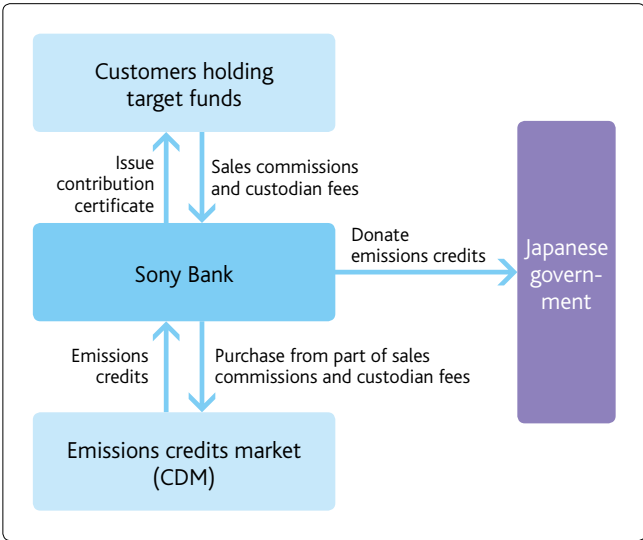 Customers holding
target funds
Issue
contribution
certificate
Sales commissions
and custodian fees
Sony Bank
Donate
emissions credits
Japanese
govern-
ment
Emissions
credits
Purchase from part of sales
commissions and custodian fees
Emissions credits market
(CDM)